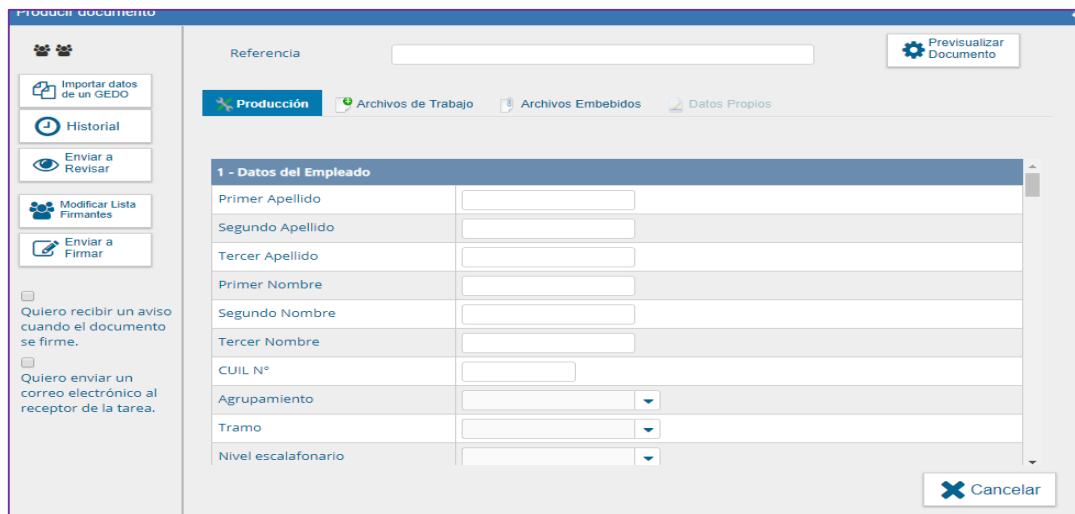 Producir documento
Referencia
Previsualizar
Documento
Importar datos
de un GEDO
Historial
Enviar a
Revisar
Modificar Lista
Firmantes
Enviar a
Firmar
Quiero recibir un aviso
cuando el documento
se firme.
Quiero enviar un
correo electrónico al
receptor de la tarea.
Producción
Archivos de Trabajo
Archivos Embebidos
Datos Propios
1 - Datos del Empleado
Primer Apellido
Segundo Apellido
Tercer Apellido
Primer Nombre
Segundo Nombre
Tercer Nombre
CUIL N°
Agrupamiento
Tramo
Nivel escalafonario
Cancelar